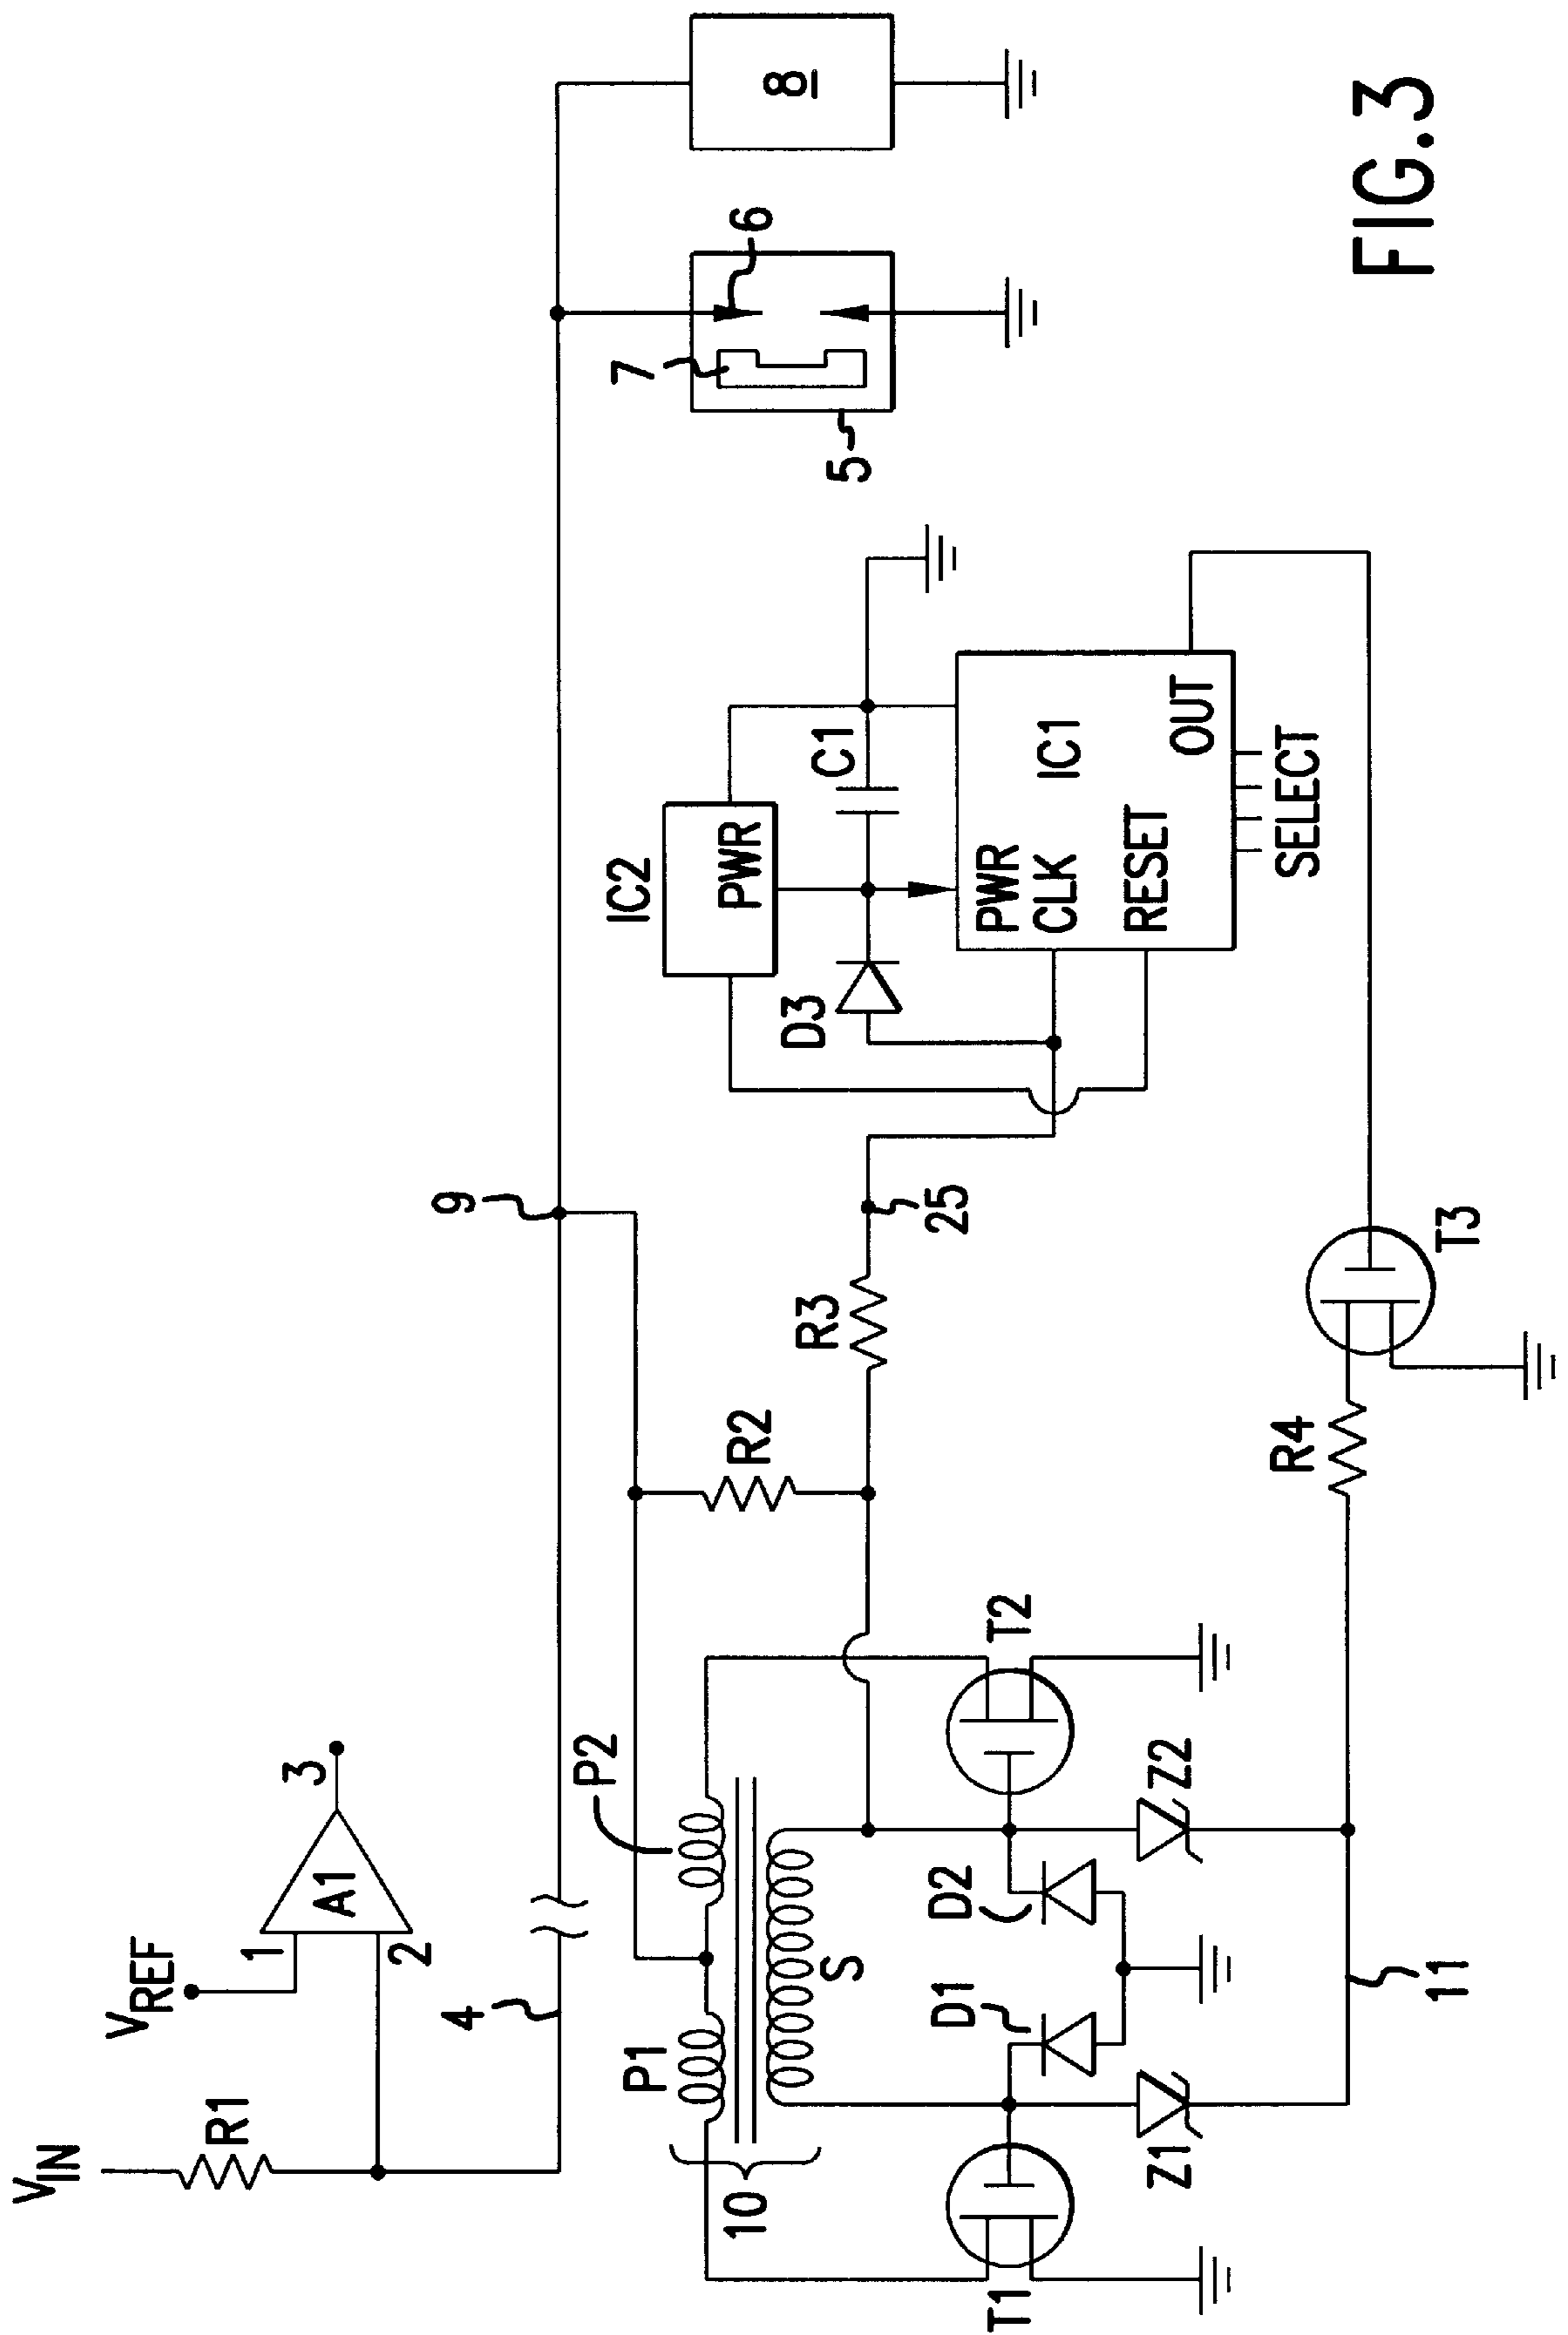 V_IN
R1
V_REF
1
2
A1
3
4
9
P1
P2
10
S
R2
R3
25
T1
T2
D1
D2
Z1
Z2
11
R4
T3
IC2
PWR
D3
C1
PWR
CLK
RESET
IC1
OUT
SELECT
5
7
6
8
FIG.3